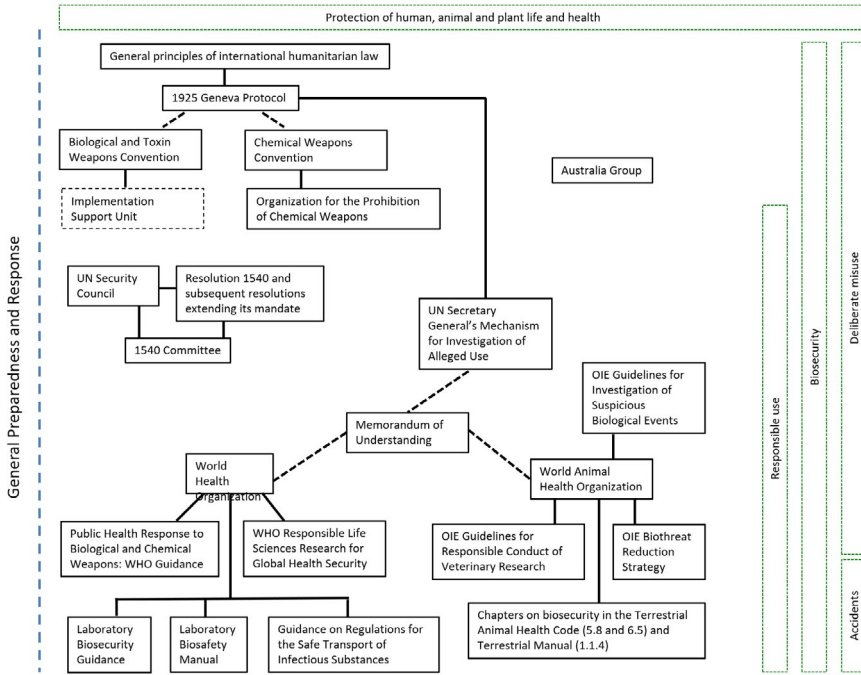 Protection of human, animal and plant life and health
General principles of international humanitarian law
1925 Geneva Protocol
Biological and Toxin
Weapons Convention
Chemical Weapons
Convention
Australia Group
Implementation
Support Unit
Organization for the Prohibition
of Chemical Weapons
UN Security
Council
Resolution 1540 and
subsequent resolutions
extending its mandate
1540 Committee
UN Secretary
General's Mechanism
for Investigation of
Alleged Use
OIE Guidelines for
Investigation of
Suspicious
Biological Events
Memorandum of
Understanding
World
Health
Organization
World Animal
Health Organization
Public Health Response to
Biological and Chemical
Weapons: WHO Guidance
WHO Responsible Life
Sciences Research for
Global Health Security
OIE Guidelines for
Responsible Conduct of
Veterinary Research
OIE Biothreat
Reduction
Strategy
Laboratory
Biosecurity
Guidance
Laboratory
Biosafety
Manual
Guidance on Regulations for
the Safe Transport of
Infectious Substances
Chapters on biosecurity in the Terrestrial
Animal Health Code (5.8 and 6.5) and
Terrestrial Manual (1.1.4)
General Preparedness and Response
Responsible use
Biosecurity
Deliberate misuse
Accidents